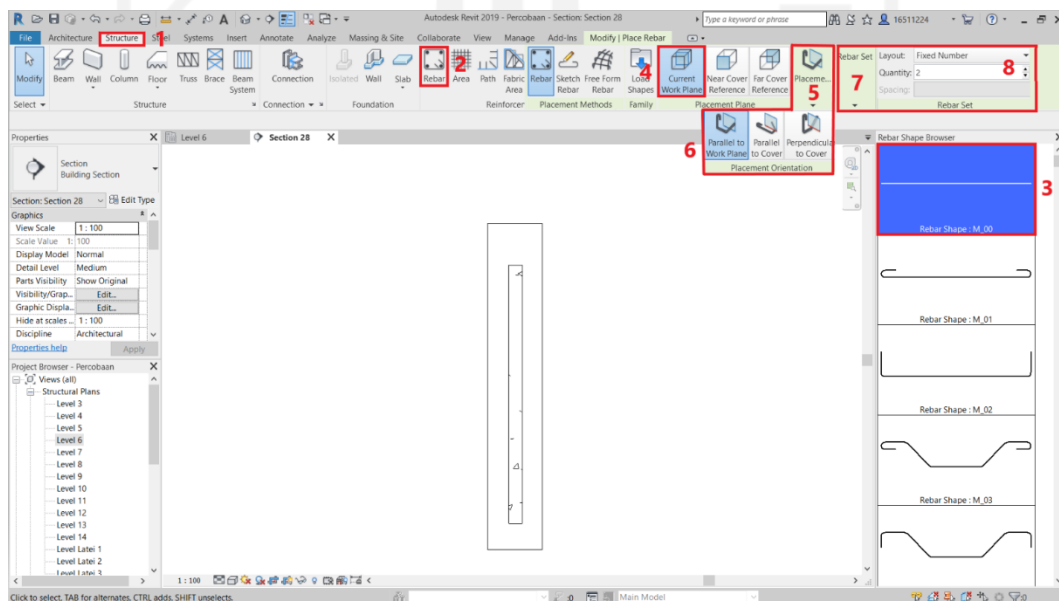 Autodesk Revit 2019 - Percobaan - Section: Section 28
Type a keyword or phrase
16511224
File Architecture Structure Steel Systems Insert Annotate Analyze Massing & Site Collaborate View Manage Add-Ins Modify | Place Rebar
1
Modify
Beam
Wall
Column
Floor
Truss
Brace
Beam System
Connection
Isolated
Wall
Slab
Rebar
2
Area
Path
Fabric Area
Rebar
Sketch Rebar
Free Form Rebar
Load Shapes
4
Current Work Plane
Near Cover Reference
Far Cover Reference
Placeme...
5
Rebar Set
7
Layout: Fixed Number
Quantity: 2
8
Spacing:
Select
Structure
Connection
Foundation
Reinforcer
Placement Methods
Family
Placement Plane
Rebar Set
6
Parallel to Work Plane
Parallel to Cover
Perpendicula to Cover
Placement Orientation
Properties X
Level 6
Section 28 X
Section
Building Section
Section: Section 28
Edit Type
Graphics
View Scale 1 : 100
Scale Value 1: 100
Display Model Normal
Detail Level Medium
Parts Visibility Show Original
Visibility/Grap... Edit...
Graphic Displa... Edit...
Hide at scales ... 1 : 100
Discipline Architectural
Properties help
Apply
Project Browser - Percobaan X
Views (all)
Structural Plans
Level 3
Level 4
Level 5
Level 6
Level 7
Level 8
Level 9
Level 10
Level 11
Level 12
Level 13
Level 14
Level Latei 1
Level Latei 2
Level Latei 3
Rebar Shape Browser
3
Rebar Shape : M_00
Rebar Shape : M_01
Rebar Shape : M_02
Rebar Shape : M_03
1 : 100
Click to select, TAB for alternates, CTRL adds, SHIFT unselects.
:0
Main Model
:0